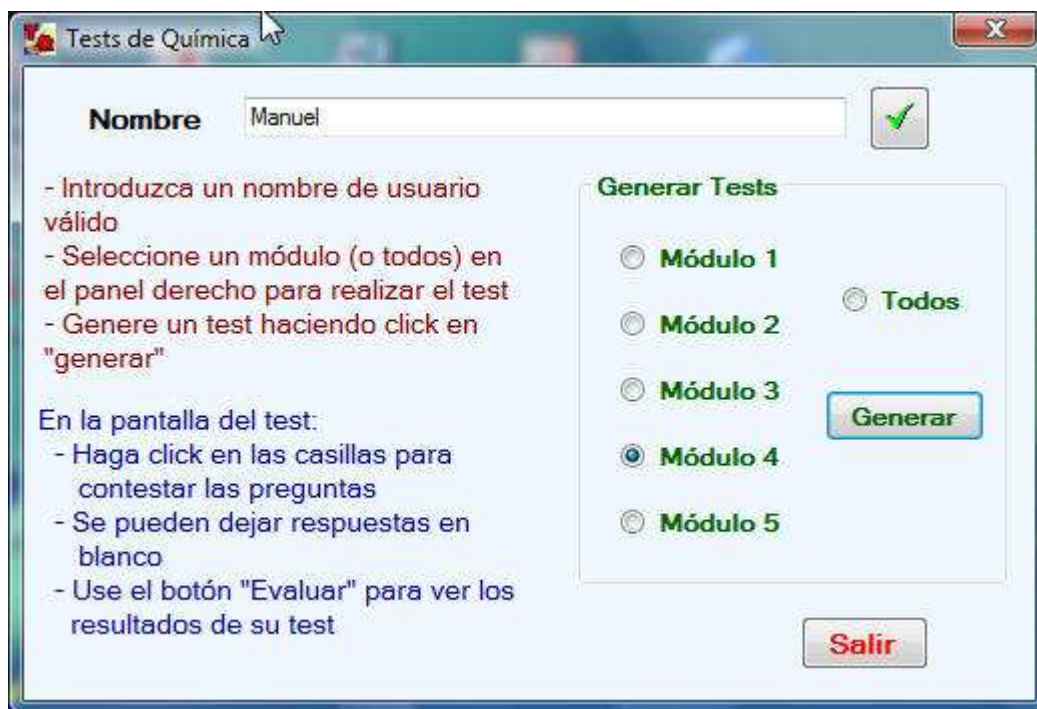 Tests de Química
Nombre
Manuel
- Introduzca un nombre de usuario
válido
- Seleccione un módulo (o todos) en
el panel derecho para realizar el test
- Genere un test haciendo click en
"generar"
En la pantalla del test:
- Haga click en las casillas para
contestar las preguntas
- Se pueden dejar respuestas en
blanco
- Use el botón "Evaluar" para ver los
resultados de su test
Generar Tests
Módulo 1
Módulo 2
Módulo 3
Módulo 4
Módulo 5
Todos
Generar
Salir